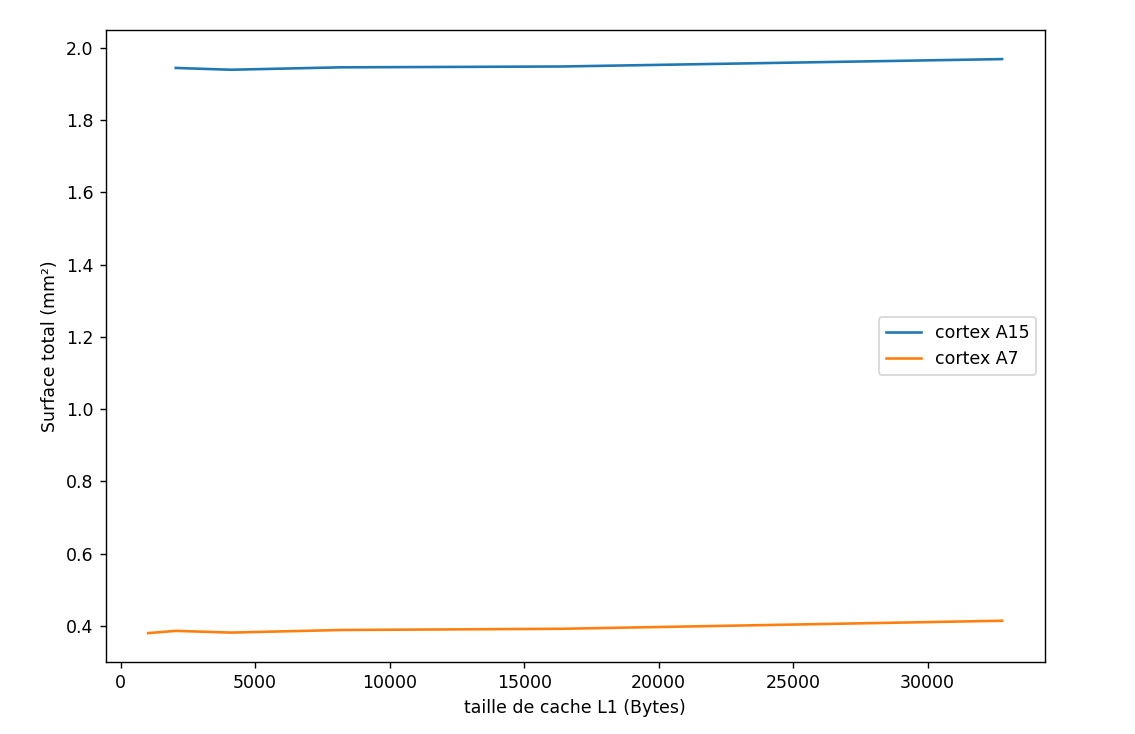 2.0
1.8
1.6
1.4
1.2
1.0
0.8
0.6
0.4
Surface total (mm²)
cortex A15
cortex A7
0 5000 10000 15000 20000 25000 30000
taille de cache L1 (Bytes)